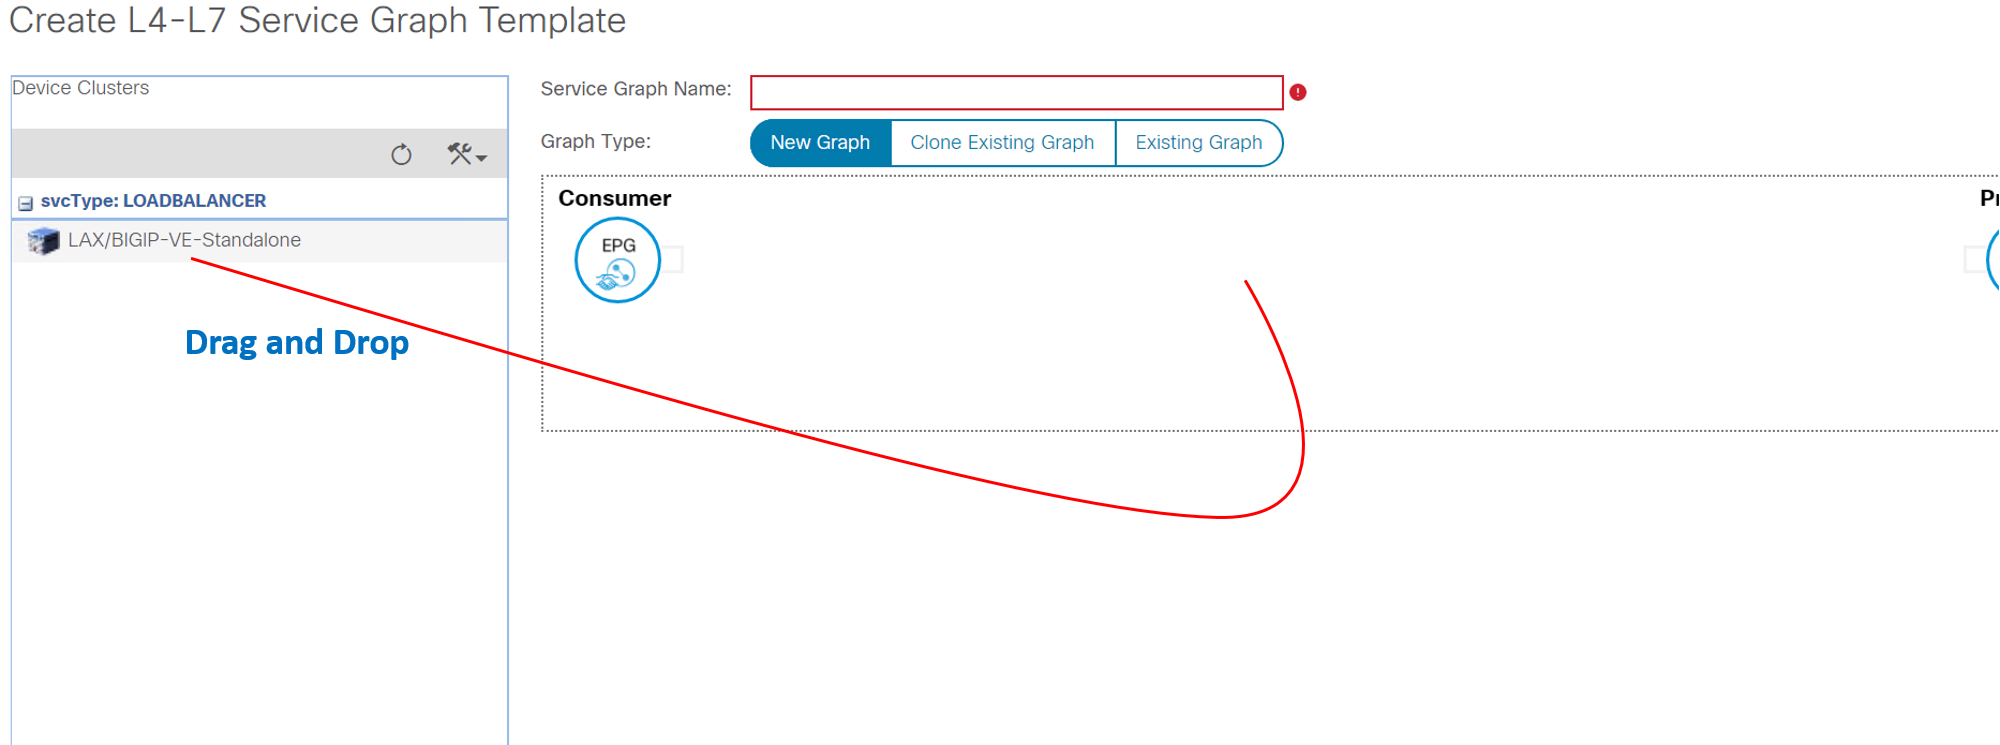 Create L4-L7 Service Graph Template
Device Clusters
svcType: LOADBALANCER
LAX/BIGIP-VE-Standalone
Drag and Drop
Service Graph Name:
Graph Type:
New Graph
Clone Existing Graph
Existing Graph
Consumer
EPG